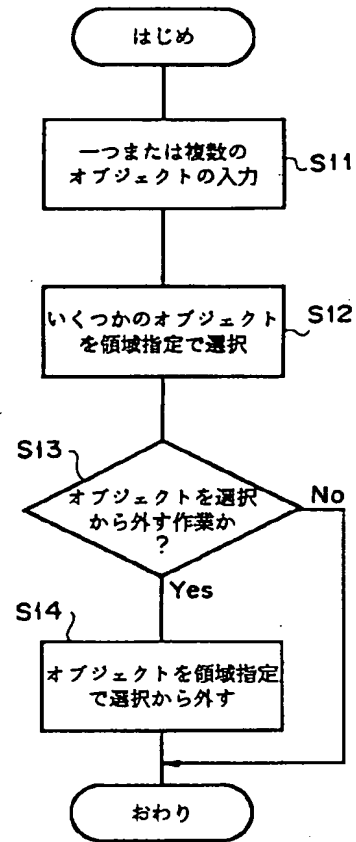 はじめ
一つまたは複数の
オブジェクトの入力
S11
いくつかのオブジェクト
を領域指定で選択
S12
S13
オブジェクトを選択
から外す作業か
?
No
Yes
S14
オブジェクトを領域指定
で選択から外す
おわり